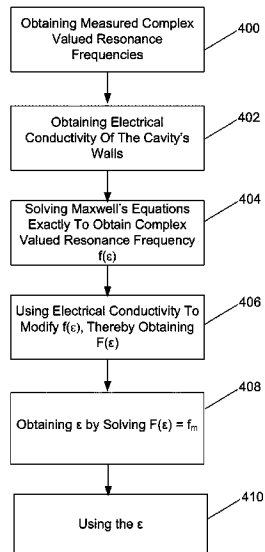 Obtaining Measured Complex
Valued Resonance
Frequencies
400
Obtaining Electrical
Conductivity Of The Cavity's
Walls
402
Solving Maxwell's Equations
Exactly To Obtain Complex
Valued Resonance Frequency
f(ε)
404
Using Electrical Conductivity To
Modify f(ε), Thereby Obtaining
F(ε)
406
Obtaining ε by Solving F(ε) = fm
408
Using the ε
410